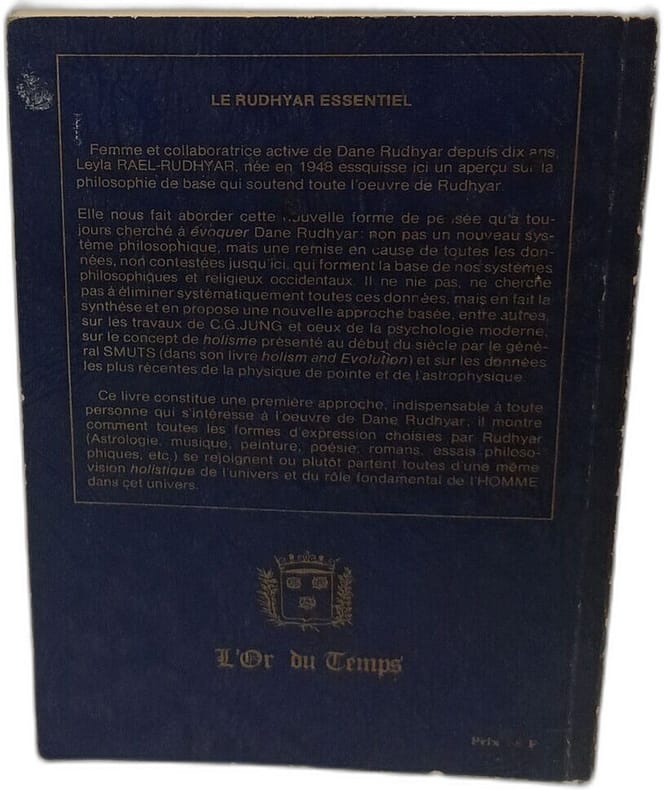 LE RUDHYAR ESSENTIEL
Femme et collaboratrice active de Dane Rudhyar depuis dix ans,
Leyla RAEL-RUDHYAR, née en 1948 essquisse ici un aperçu sur la
philosophie de base qui soutend toute l'oeuvre de Rudhyar.
Elle nous fait aborder cette nouvelle forme de pensée qu'a tou-
jours cherché à évoquer Dane Rudhyar: non pas un nouveau sys-
tème philosophique, mais une remise en cause de toutes les don-
nées, non contestées jusqu'ici, qui forment la base de nos systèmes
philosophiques et religieux occidentaux. Il ne nie pas, ne cherche
pas à éliminer systématiquement toutes ces données, mais en fait la
synthèse et en propose une nouvelle approche basée, entre autres,
sur les travaux de C.G.JUNG et ceux de la psychologie moderne,
sur le concept de holisme présenté au début du siècle par le géné-
ral SMUTS (dans son livre holism and Evolution) et sur les données
les plus récentes de la physique de pointe et de l'astrophysique
Ce livre constitue une première approche, indispensable à toute
personne qui s'intéresse à l'oeuvre de Dane Rudhyar; il montre
comment toutes les formes d'expression choisies par Rudhyar
(Astrologie, musique, peinture, poésie, romans, essais philoso-
phiques, etc.) se rejoignent ou plutôt partent toutes d'une même
vision holistique de l'univers et du rôle fondamental de l'HOMME
dans cet univers.
L'Or du Temps
Prix F